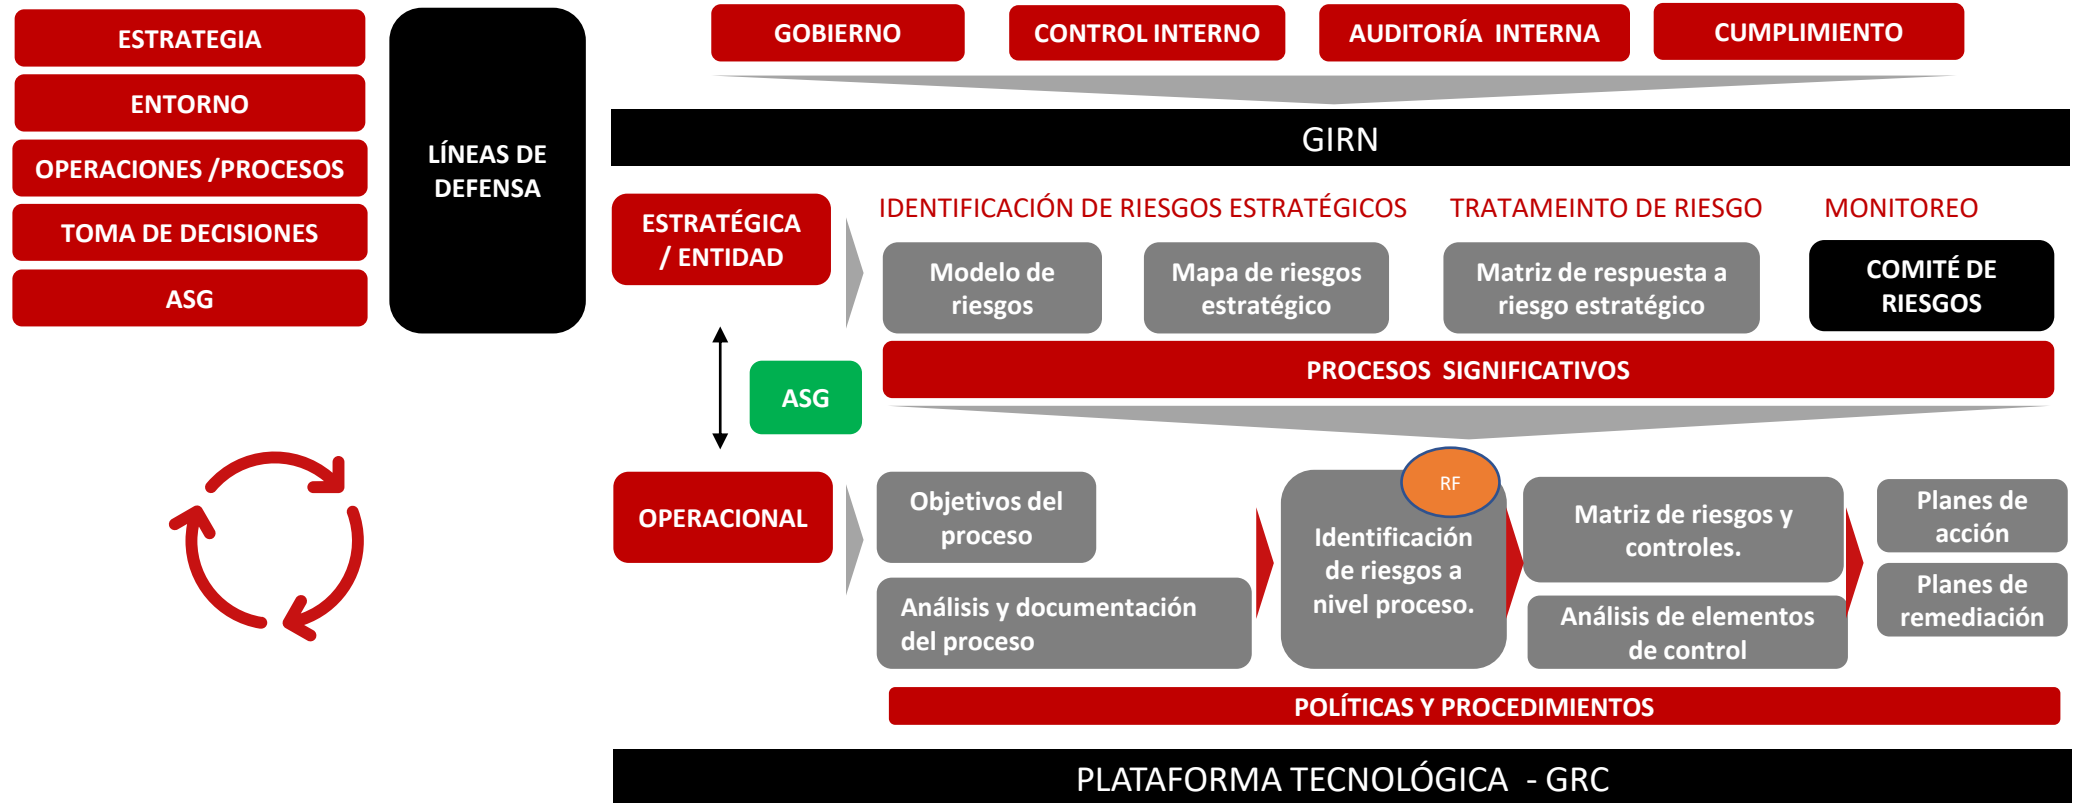 ESTRATEGIA
ENTORNO
OPERACIONES /PROCESOS
TOMA DE DECISIONES
ASG
LÍNEAS DE
DEFENSA
GOBIERNO
CONTROL INTERNO
AUDITORÍA INTERNA
CUMPLIMIENTO
GIRN
ESTRATÉGICA
/ ENTIDAD
IDENTIFICACIÓN DE RIESGOS ESTRATÉGICOS
TRATAMEINTO DE RIESGO
MONITOREO
Modelo de
riesgos
Mapa de riesgos
estratégico
Matriz de respuesta a
riesgo estratégico
COMITÉ DE
RIESGOS
PROCESOS SIGNIFICATIVOS
ASG
OPERACIONAL
Objetivos del
proceso
Análisis y documentación
del proceso
RF
Identificación
de riesgos a
nivel proceso.
Matriz de riesgos y
controles.
Análisis de elementos
de control
Planes de
acción
Planes de
remediación
POLÍTICAS Y PROCEDIMIENTOS
PLATAFORMA TECNOLÓGICA - GRC